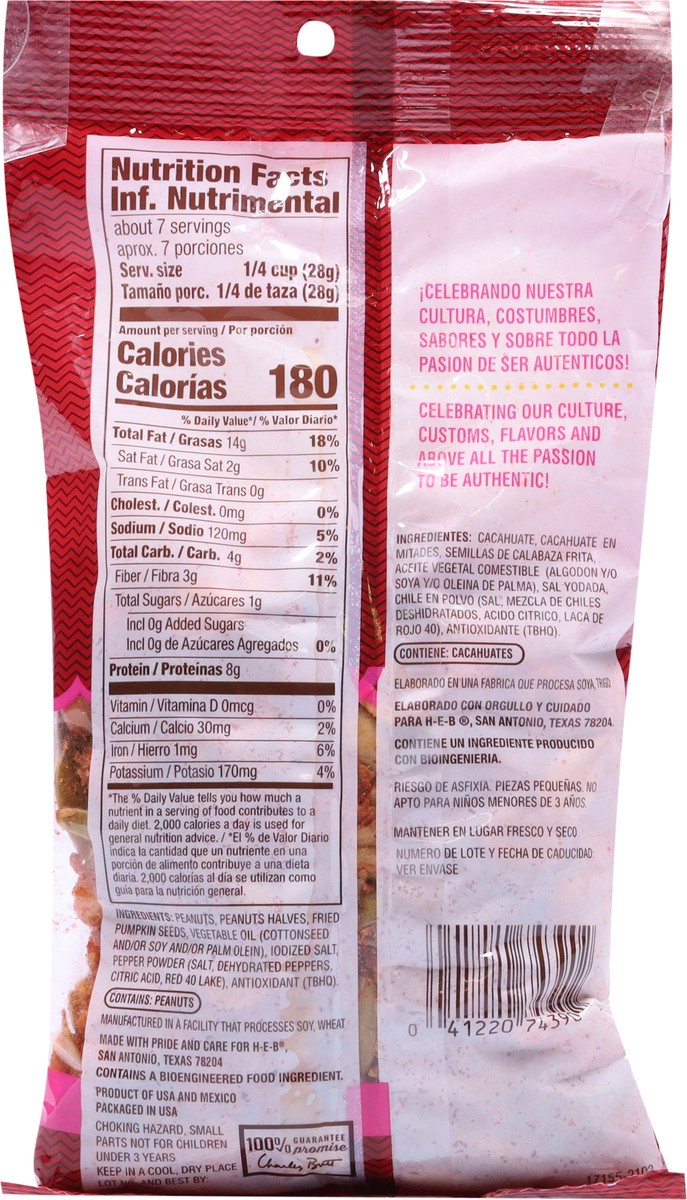 Nutrition Facts
Inf. Nutrimental
about 7 servings
aprox. 7 porciones
Serv. size 1/4 cup (28g)
Tamaño porc. 1/4 de taza (28g)
Amount per serving / Por porción
Calories
Calorías 180
% Daily Value*/ % Valor Diario*
Total Fat / Grasas 14g 18%
Sat Fat / Grasa Sat 2g 10%
Trans Fat / Grasa Trans 0g
Cholest. / Colest. 0mg 0%
Sodium / Sodio 120mg 5%
Total Carb. / Carb. 4g 2%
Fiber / Fibra 3g 11%
Total Sugars / Azúcares 1g
Incl 0g Added Sugars
Incl 0g de Azúcares Agregados 0%
Protein / Proteínas 8g
Vitamin / Vitamina D 0mcg 0%
Calcium / Calcio 30mg 2%
Iron / Hierro 1mg 6%
Potassium / Potasio 170mg 4%
*The % Daily Value tells you how much a
nutrient in a serving of food contributes to a
daily diet. 2,000 calories a day is used for
general nutrition advice. / *El % de Valor Diario
indica la cantidad que un nutriente en una
porción de alimento contribuye a una dieta
diaria. 2,000 calorías al día se utilizan como
guía para la nutrición general.
INGREDIENTS: PEANUTS, PEANUTS HALVES, FRIED
PUMPKIN SEEDS, VEGETABLE OIL (COTTONSEED
AND/OR SOY AND/OR PALM OLEIN), IODIZED SALT,
PEPPER POWDER (SALT, DEHYDRATED PEPPERS,
CITRIC ACID, RED 40 LAKE), ANTIOXIDANT (TBHQ).
CONTAINS: PEANUTS
MANUFACTURED IN A FACILITY THAT PROCESSES SOY, WHEAT
MADE WITH PRIDE AND CARE FOR H-E-B®,
SAN ANTONIO, TEXAS 78204
CONTAINS A BIOENGINEERED FOOD INGREDIENT.
PRODUCT OF USA AND MEXICO
PACKAGED IN USA
CHOKING HAZARD, SMALL
PARTS NOT FOR CHILDREN
UNDER 3 YEARS
KEEP IN A COOL, DRY PLACE
LOT NO. AND BEST BY:
100% GUARANTEE
promise
Charles Butt
¡CELEBRANDO NUESTRA
CULTURA, COSTUMBRES,
SABORES Y SOBRE TODO LA
PASION DE SER AUTENTICOS!
CELEBRATING OUR CULTURE,
CUSTOMS, FLAVORS AND
ABOVE ALL THE PASSION
TO BE AUTHENTIC!
INGREDIENTES: CACAHUATE, CACAHUATE EN
MITADES, SEMILLAS DE CALABAZA FRITA,
ACEITE VEGETAL COMESTIBLE (ALGODON Y/O
SOYA Y/O OLEINA DE PALMA), SAL YODADA,
CHILE EN POLVO (SAL, MEZCLA DE CHILES
DESHIDRATADOS, ACIDO CITRICO, LACA DE
ROJO 40), ANTIOXIDANTE (TBHQ).
CONTIENE: CACAHUATES
ELABORADO EN UNA FABRICA QUE PROCESA SOYA, TRIGO
ELABORADO CON ORGULLO Y CUIDADO
PARA H-E-B ®, SAN ANTONIO, TEXAS 78204.
CONTIENE UN INGREDIENTE PRODUCIDO
CON BIOINGENIERIA.
RIESGO DE ASFIXIA. PIEZAS PEQUEÑAS. NO
APTO PARA NIÑOS MENORES DE 3 AÑOS.
MANTENER EN LUGAR FRESCO Y SECO
NUMERO DE LOTE Y FECHA DE CADUCIDAD:
VER ENVASE
0 41220 7439